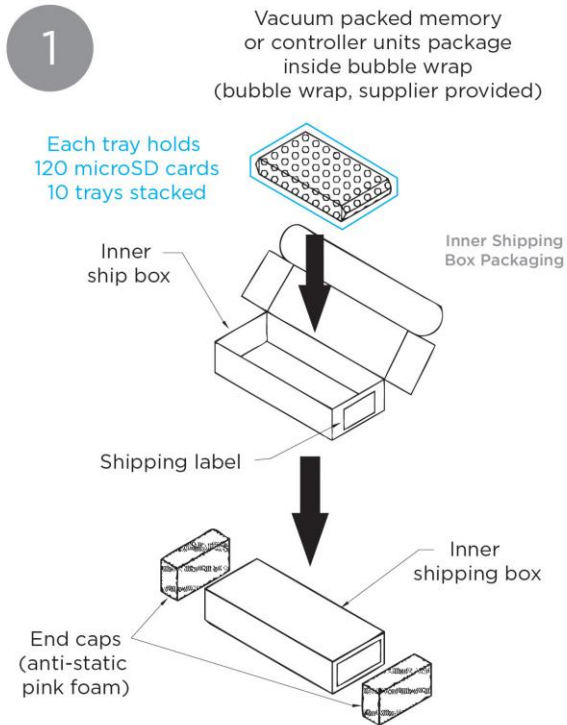 1
Vacuum packed memory
or controller units package
inside bubble wrap
(bubble wrap, supplier provided)
Each tray holds
120 microSD cards
10 trays stacked
Inner Shipping
Box Packaging
Inner
ship box
Shipping label
Inner
shipping box
End caps
(anti-static
pink foam)